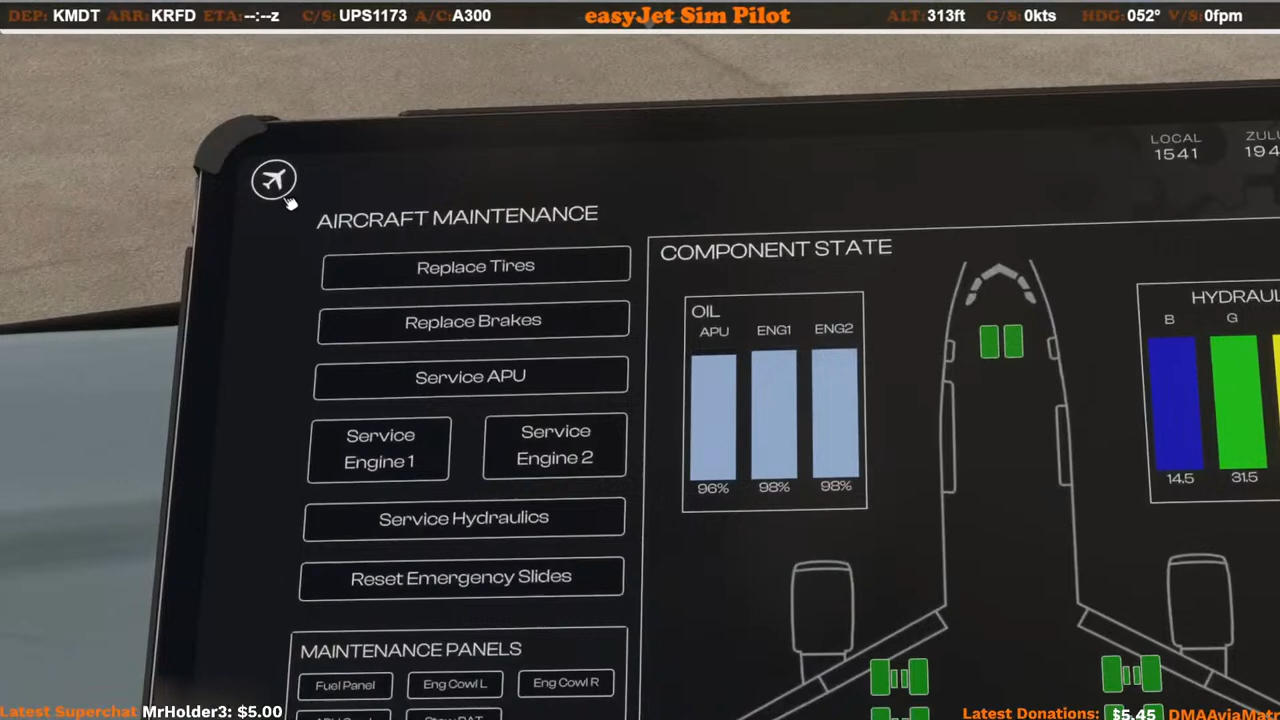 DEP: KMDT ARR: KRFD ETA: --:--z C/S: UPS1173 A/C: A300 easyJet Sim Pilot ALT: 313ft G/S: 0kts HDG: 052° V/S: 0fpm
LOCAL
1541
AIRCRAFT MAINTENANCE
Replace Tires
Replace Brakes
Service APU
Service
Engine 1
Service
Engine 2
Service Hydraulics
Reset Emergency Slides
MAINTENANCE PANELS
Fuel Panel
Eng Cowl L
Eng Cowl R
COMPONENT STATE
OIL
APU ENG1 ENG2
96% 98% 98%
B G
14.5 31.5
Latest Superchat MrHolder3: $5.00
Latest Donations: $5.45